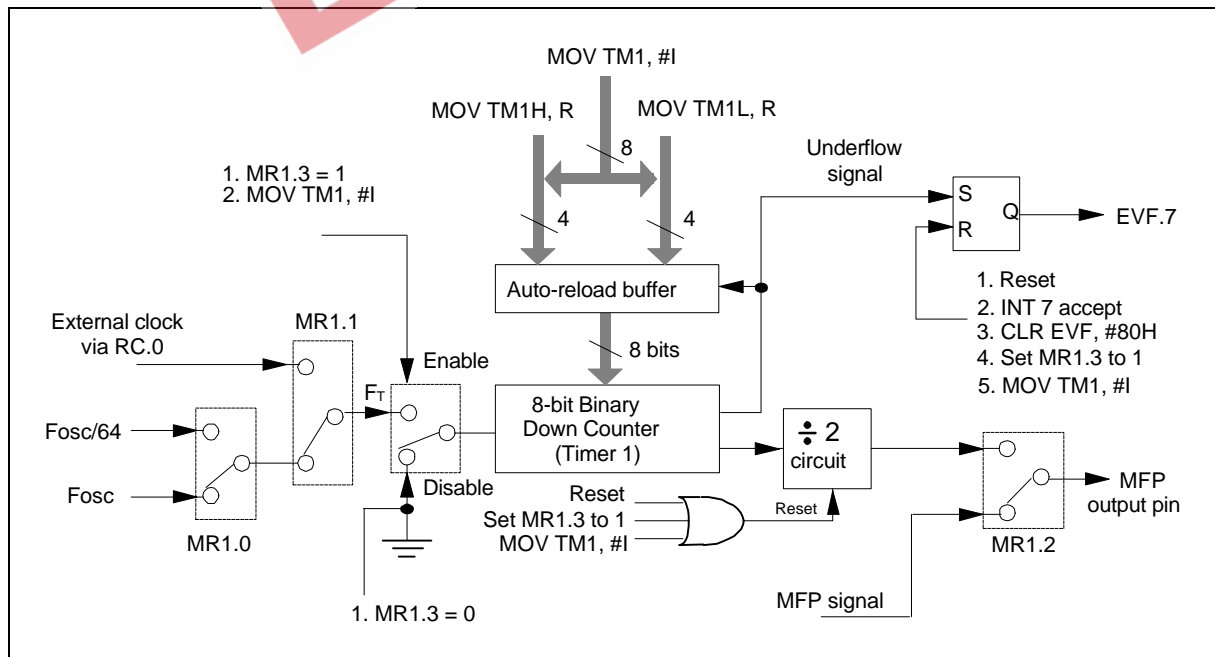 MOV TM1, #I
MOV TM1H, R
MOV TM1L, R
8
Underflow
signal
1. MR1.3 = 1
2. MOV TM1, #I
S
Q
R
EVF.7
4
4
Auto-reload buffer
1. Reset
2. INT 7 accept
3. CLR EVF, #80H
4. Set MR1.3 to 1
5. MOV TM1, #I
External clock
via RC.0
MR1.1
Enable
8 bits
FT
Fosc/64
8-bit Binary
Down Counter
(Timer 1)
÷ 2
circuit
Fosc
Disable
MFP
output pin
Reset
Set MR1.3 to 1
MOV TM1, #I
Reset
MR1.0
MR1.2
1. MR1.3 = 0
MFP signal